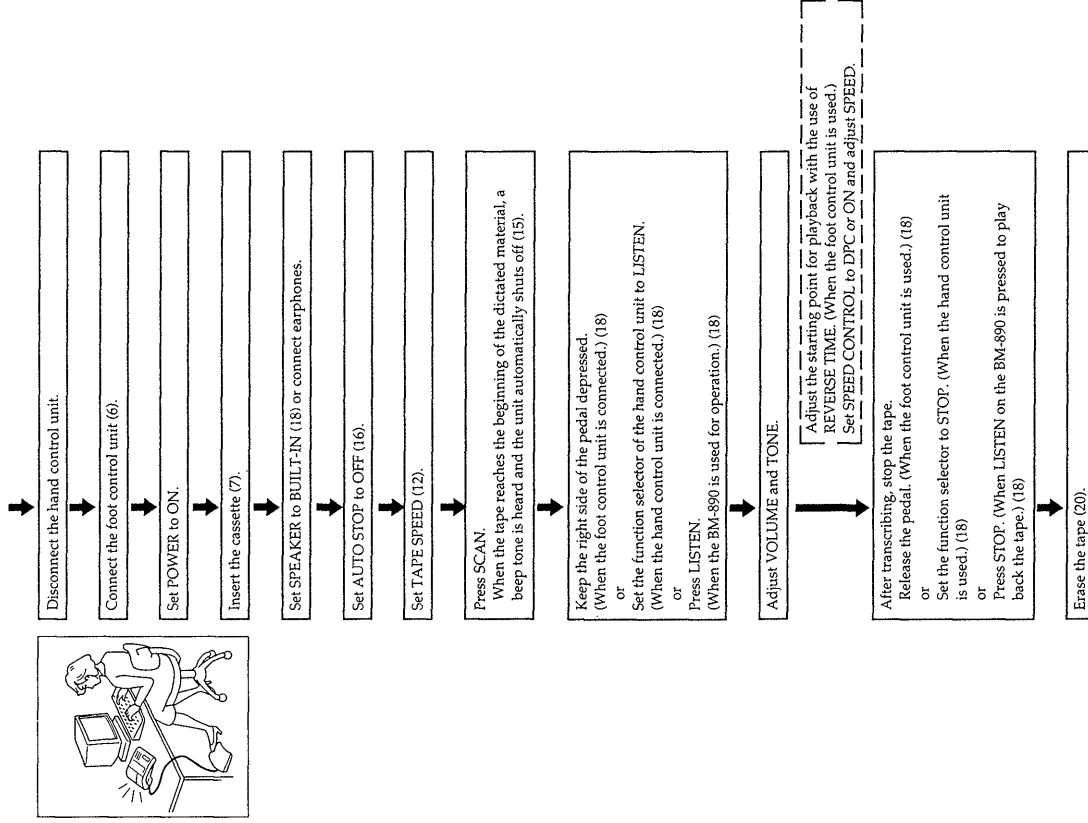 Disconnect the hand control unit.
Connect the foot control unit (6).
Set POWER to ON.
Insert the cassette (7).
Set SPEAKER to BUILT-IN (18) or connect earphones.
Set AUTO STOP to OFF (16).
Set TAPE SPEED (12).
Press SCAN.
When the tape reaches the beginning of the dictated material, a
beep tone is heard and the unit automatically shuts off (15).
Keep the right side of the pedal depressed.
(When the foot control unit is connected.) (18)
or
Set the function selector of the hand control unit to LISTEN.
(When the hand control unit is connected.) (18)
or
Press LISTEN.
(When the BM-890 is used for operation.) (18)
Adjust VOLUME and TONE.
Adjust the starting point for playback with the use of
REVERSE TIME. (When the foot control unit is used.)
Set SPEED CONTROL to DPC or ON and adjust SPEED.
After transcribing, stop the tape.
Release the pedal. (When the foot control unit is used.) (18)
or
Set the function selector to STOP. (When the hand control unit
is used.) (18)
or
Press STOP. (When LISTEN on the BM-890 is pressed to play
back the tape.) (18)
Erase the tape (20).